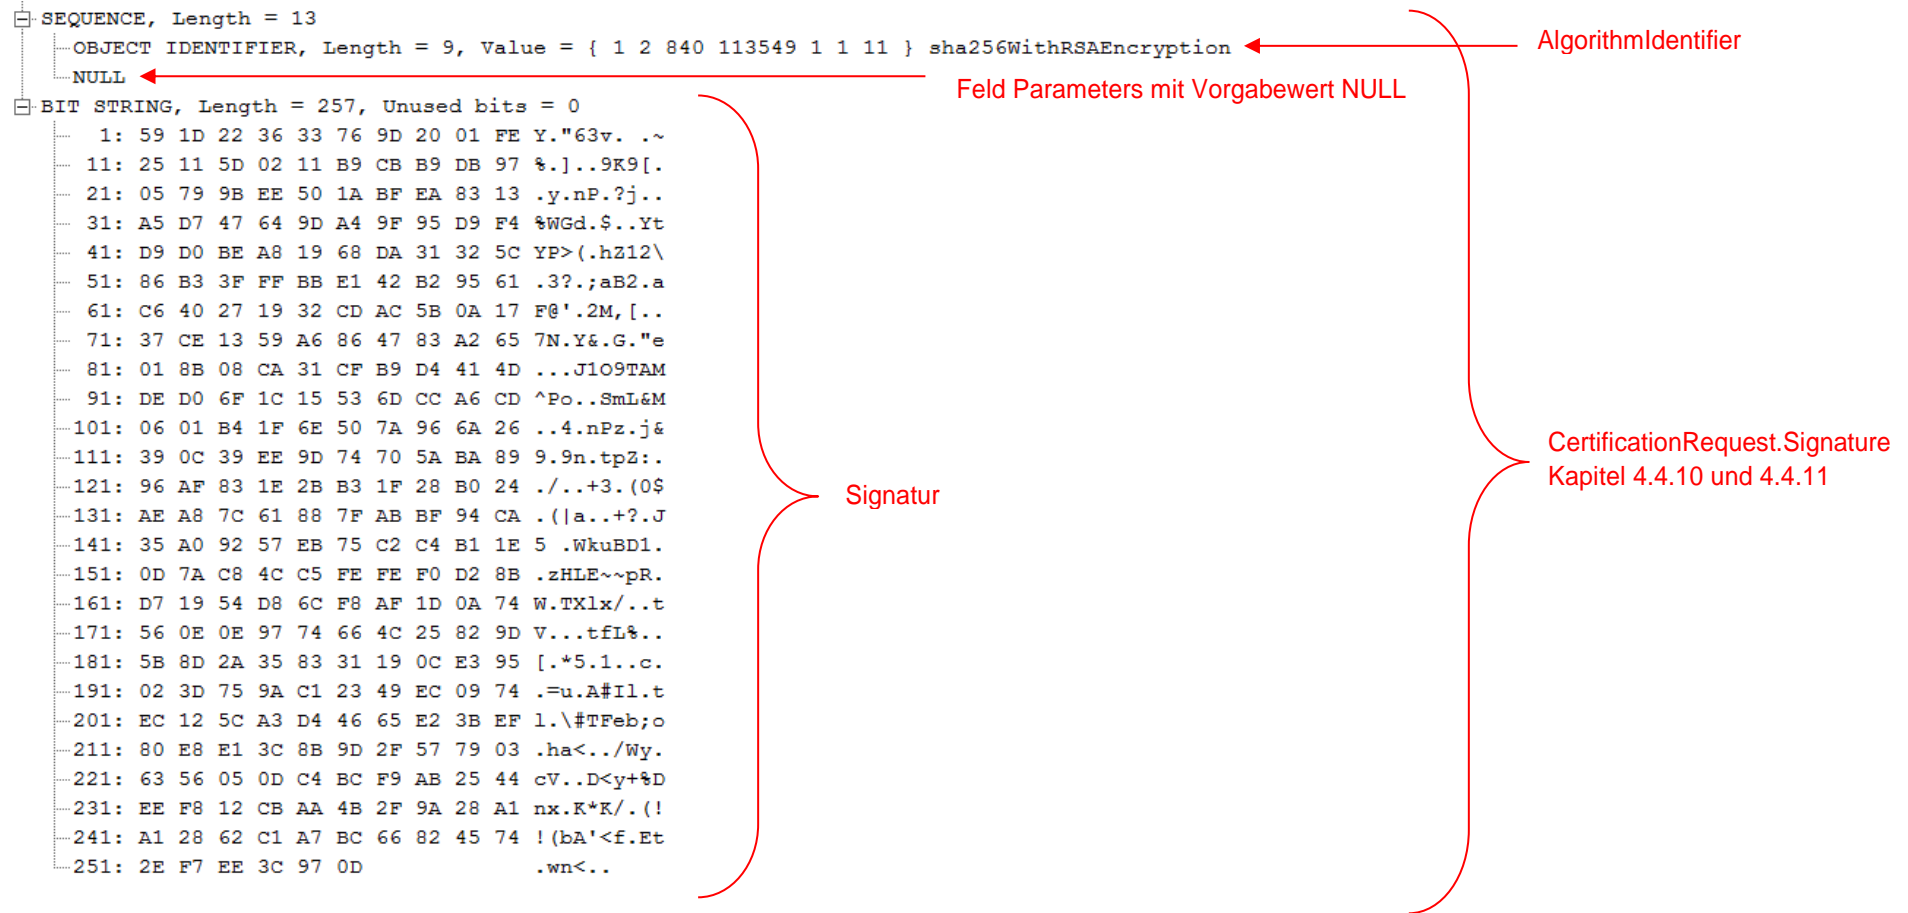 SEQUENCE, Length = 13
OBJECT IDENTIFIER, Length = 9, Value = { 1 2 840 113549 1 1 11 } sha256WithRSAEncryption
AlgorithmIdentifier
NULL
Feld Parameters mit Vorgabewert NULL
BIT STRING, Length = 257, Unused bits = 0
1: 59 1D 22 36 33 76 9D 20 01 FE Y."63v. .~
11: 25 11 5D 02 11 B9 CB B9 DB 97 %.]..9K9[.
21: 05 79 9B EE 50 1A BF EA 83 13 .y.nP.?j..
31: A5 D7 47 64 9D A4 9F 95 D9 F4 %WGd.$..Yt
41: D9 D0 BE A8 19 68 DA 31 32 5C YP>(.hZ12\
51: 86 B3 3F FF BB E1 42 B2 95 61 .3?.;aB2.a
61: C6 40 27 19 32 CD AC 5B 0A 17 F@'.2M,[..
71: 37 CE 13 59 A6 86 47 83 A2 65 7N.Y&.G."e
81: 01 8B 08 CA 31 CF B9 D4 41 4D ...J1O9TAM
91: DE D0 6F 1C 15 53 6D CC A6 CD ^Po..SmL&M
101: 06 01 B4 1F 6E 50 7A 96 6A 26 ..4.nPz.j&
111: 39 0C 39 EE 9D 74 70 5A BA 89 9.9n.tpZ:.
121: 96 AF 83 1E 2B B3 1F 28 B0 24 ./..+3.(0$
131: AE A8 7C 61 88 7F AB BF 94 CA .(|a..+?.J
141: 35 A0 92 57 EB 75 C2 C4 B1 1E 5 .WkuBD1.
151: 0D 7A C8 4C C5 FE FE F0 D2 8B .zHLE~~pR.
161: D7 19 54 D8 6C F8 AF 1D 0A 74 W.TXlx/..t
171: 56 0E 0E 97 74 66 4C 25 82 9D V...tfL%..
181: 5B 8D 2A 35 83 31 19 0C E3 95 [.*5.1..c.
191: 02 3D 75 9A C1 23 49 EC 09 74 .=u.A#Il.t
201: EC 12 5C A3 D4 46 65 E2 3B EF l.\#TFeb;o
211: 80 E8 E1 3C 8B 9D 2F 57 79 03 .ha<../Wy.
221: 63 56 05 0D C4 BC F9 AB 25 44 cV..D<y+%D
231: EE F8 12 CB AA 4B 2F 9A 28 A1 nx.K*K/.(!
241: A1 28 62 C1 A7 BC 66 82 45 74 !(bA'<f.Et
251: 2E F7 EE 3C 97 0D .wn<..
Signatur
CertificationRequest.Signature
Kapitel 4.4.10 und 4.4.11